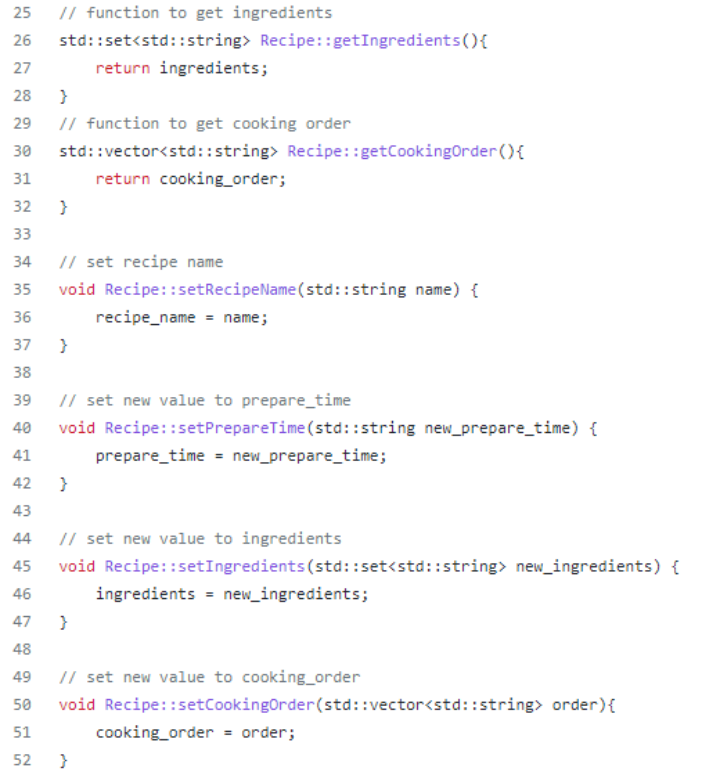 25 // function to get ingredients
26 std::set<std::string> Recipe::getIngredients(){
27     return ingredients;
28 }
29 // function to get cooking order
30 std::vector<std::string> Recipe::getCookingOrder(){
31     return cooking_order;
32 }
33
34 // set recipe name
35 void Recipe::setRecipeName(std::string name) {
36     recipe_name = name;
37 }
38
39 // set new value to prepare_time
40 void Recipe::setPrepareTime(std::string new_prepare_time) {
41     prepare_time = new_prepare_time;
42 }
43
44 // set new value to ingredients
45 void Recipe::setIngredients(std::set<std::string> new_ingredients) {
46     ingredients = new_ingredients;
47 }
48
49 // set new value to cooking_order
50 void Recipe::setCookingOrder(std::vector<std::string> order){
51     cooking_order = order;
52 }